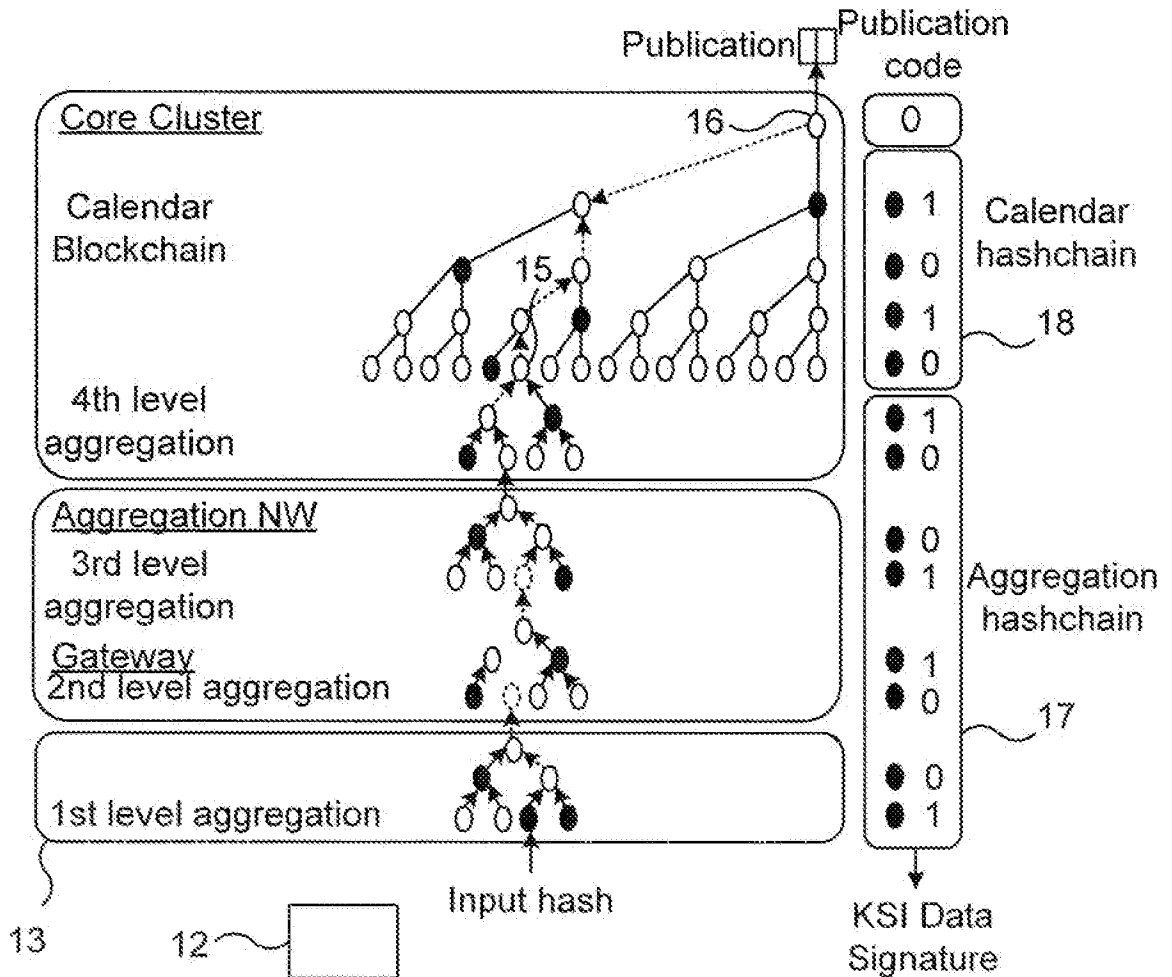 Publication
Publication
code
Core Cluster
16
0
Calendar
Blockchain
1
Calendar
hashchain
0
15
1
18
0
4th level
aggregation
1
0
Aggregation NW
0
3rd level
aggregation
1
Aggregation
hashchain
Gateway
1
2nd level aggregation
0
17
0
1st level aggregation
1
Input hash
KSI Data
Signature
13
12